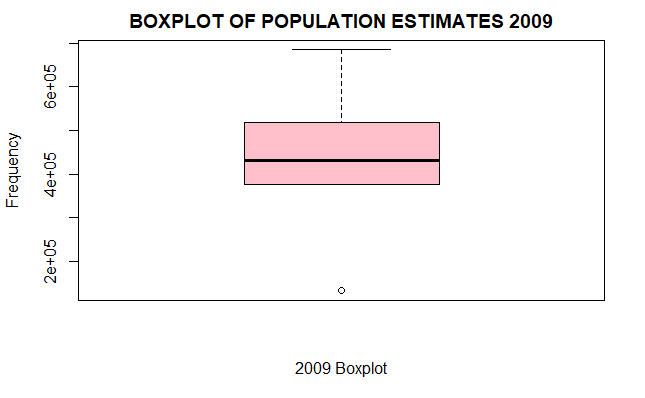 BOXPLOT OF POPULATION ESTIMATES 2009
Frequency
6e+05
4e+05
2e+05
2009 Boxplot